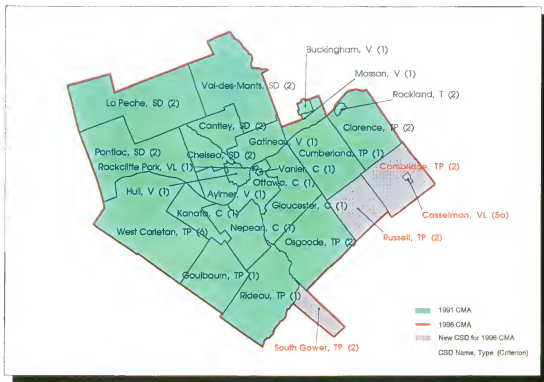 Buckingham, V (1)
Massan, V (1)
Rockland, T (2)
Val-des-Monts, SD (2)
La Peche, SD (2)
Cantley, SD (2)
Clarence, TP (2)
Gatineau, V (1)
Pontiac, SD (2)
Chelsea, SD (2)
Cumberland, TP (1)
Rockcliffe Park, VL (1)
Vanier, C (1)
Cambridge, TP (2)
Hull, V (1)
Ottawa, C (1)
Aylmer, V (1)
Gloucester, C (1)
Casselman, VL (5a)
Kanata, C (1)
Nepean, C (1)
West Carleton, TP (6)
Russell, TP (2)
Osgoode, TP (2)
Goulbourn, TP (1)
Rideau, TP (1)
South Gower, TP (2)
1991 CMA
1996 CMA
New CSD for 1996 CMA
CSD Name, Type (Criterion)